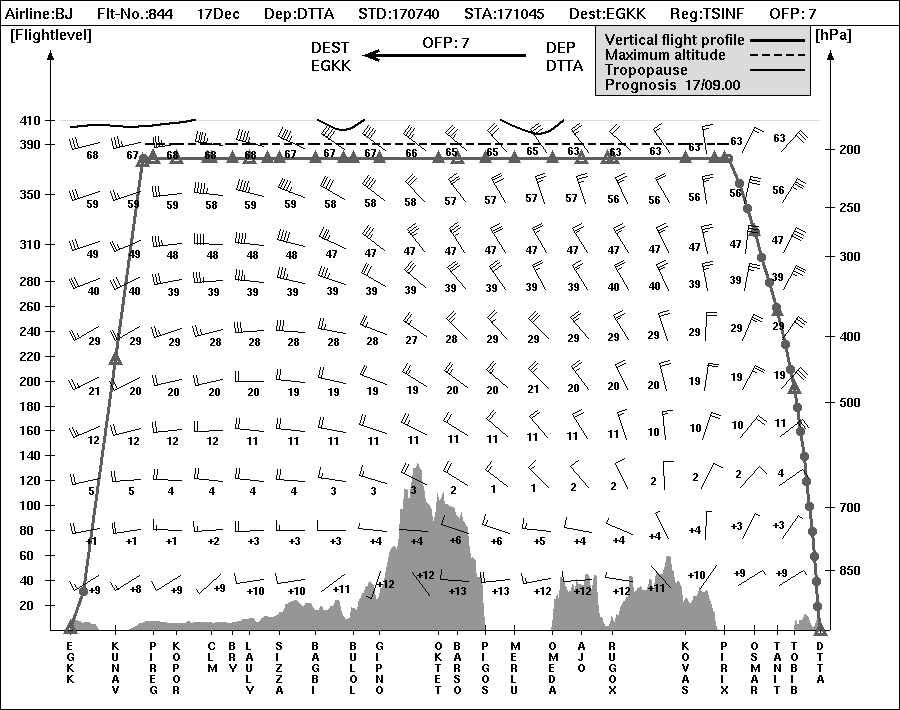 Airline:BJ Flt-No.:844 17Dec Dep:DTTA STD:170740 STA:171045 Dest:EGKK Reg:TSINF OFP: 7
[Flightlevel] DEST EGKK OFP: 7 DEP DTTA [hPa]
Vertical flight profile
Maximum altitude
Tropopause
Prognosis 17/09.00
410
390 68 67 68 68 68 67 67 67 66 65 65 65 63 63 63 63 63 63 200
350 59 59 59 58 59 59 58 58 58 57 57 57 57 56 56 56 56 56 250
310 49 49 48 48 48 48 47 47 47 47 47 47 47 47 47 47 47 47 300
280 40 40 39 39 39 39 39 39 39 39 39 39 39 40 40 39 39 39
260
240 29 29 29 28 28 28 28 28 27 28 29 29 29 29 29 29 29 29 400
220
200 21 20 20 20 20 19 19 19 19 20 20 21 20 20 20 19 19 19
180 500
160
140 12 12 12 12 11 11 11 11 11 11 11 11 11 11 10 10 10 11
120
100 5 5 4 4 4 4 3 3 3 2 1 1 2 2 2 2 2 4
80 700
60 +1 +1 +1 +2 +3 +3 +3 +4 +4 +6 +6 +5 +4 +4 +4 +4 +3 +3
40 850
20 +9 +8 +9 +9 +10 +10 +11 +12 +12 +13 +13 +12 +12 +12 +11 +10 +9 +9
EGKK KUNAV PIREG KOPOR CLM BRY LAULY SIZZA BAGBI BULOL GIPNO OKTET BARSO PIGOS MERLU OMEDA AJO RUGOX KOVAS PIRIX OSMAR TANIT TOBIB DTTA